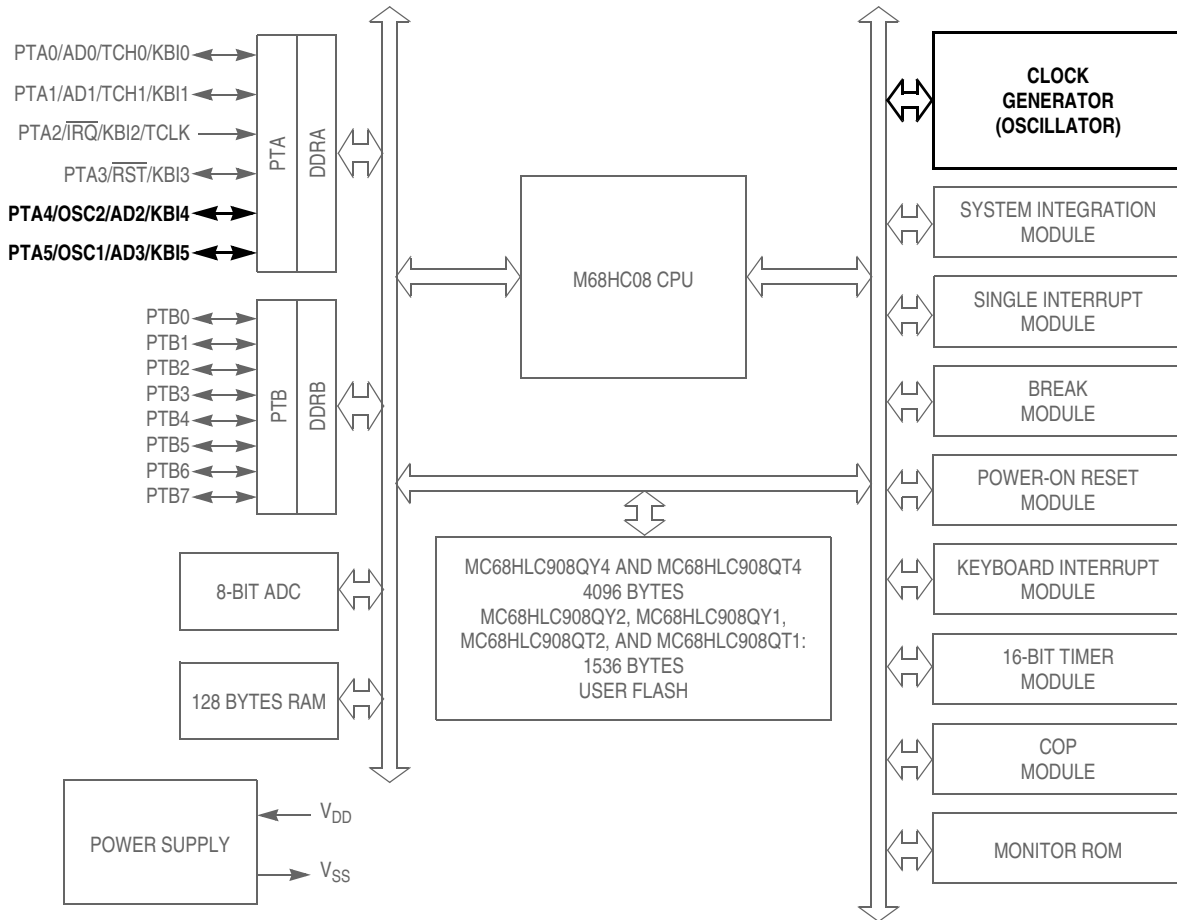 PTA0/AD0/TCH0/KBI0
PTA1/AD1/TCH1/KBI1
PTA2/IRQ/KBI2/TCLK
PTA3/RST/KBI3
PTA4/OSC2/AD2/KBI4
PTA5/OSC1/AD3/KBI5
PTA
DDRA
PTB0
PTB1
PTB2
PTB3
PTB4
PTB5
PTB6
PTB7
PTB
DDRB
8-BIT ADC
128 BYTES RAM
POWER SUPPLY
VDD
VSS
M68HC08 CPU
MC68HLC908QY4 AND MC68HLC908QT4
4096 BYTES
MC68HLC908QY2, MC68HLC908QY1,
MC68HLC908QT2, AND MC68HLC908QT1:
1536 BYTES
USER FLASH
CLOCK
GENERATOR
(OSCILLATOR)
SYSTEM INTEGRATION
MODULE
SINGLE INTERRUPT
MODULE
BREAK
MODULE
POWER-ON RESET
MODULE
KEYBOARD INTERRUPT
MODULE
16-BIT TIMER
MODULE
COP
MODULE
MONITOR ROM